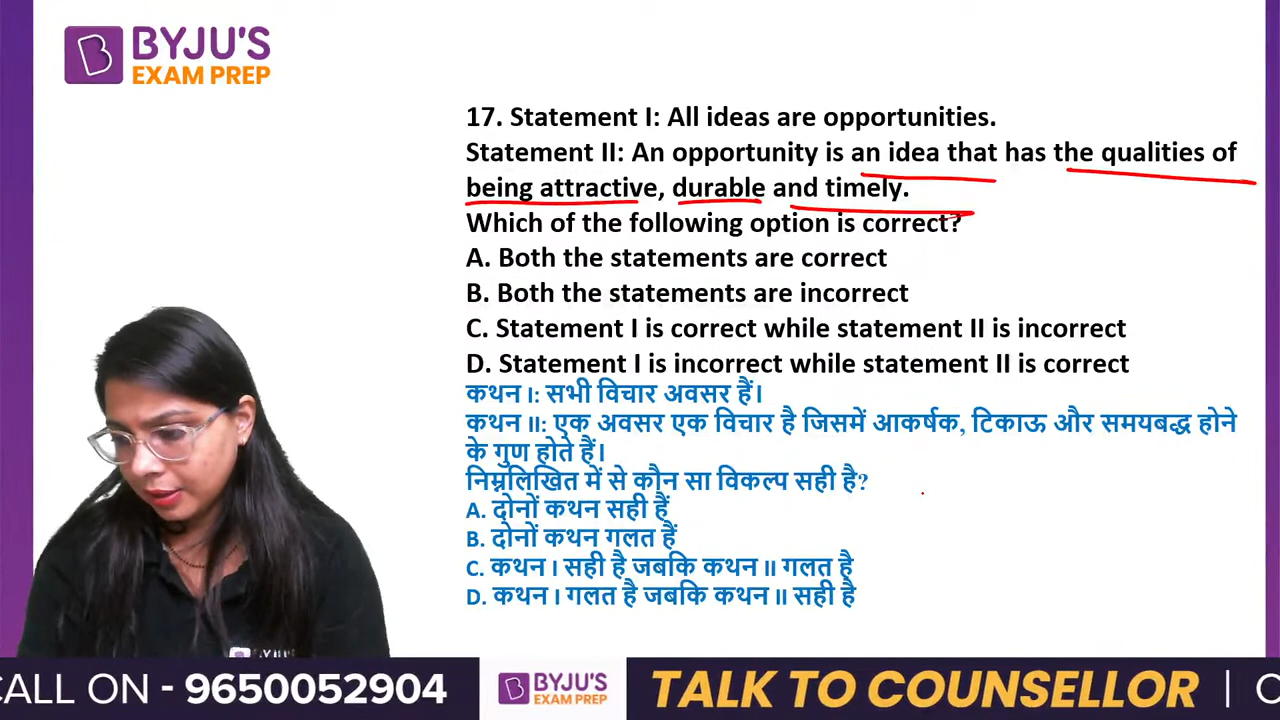 BYJU'S
EXAM PREP
17. Statement I: All ideas are opportunities.
Statement II: An opportunity is an idea that has the qualities of
being attractive, durable and timely.
Which of the following option is correct?
A. Both the statements are correct
B. Both the statements are incorrect
C. Statement I is correct while statement II is incorrect
D. Statement I is incorrect while statement II is correct
कथन I: सभी विचार अवसर हैं।
कथन II: एक अवसर एक विचार है जिसमें आकर्षक, टिकाऊ और समयबद्ध होने
के गुण होते हैं।
निम्नलिखित में से कौन सा विकल्प सही है?
A. दोनों कथन सही हैं
B. दोनों कथन गलत हैं
C. कथन I सही है जबकि कथन II गलत है
D. कथन I गलत है जबकि कथन II सही है
BYJU'S
CALL ON - 9650052904
BYJU'S
EXAM PREP
TALK TO COUNSELLOR |